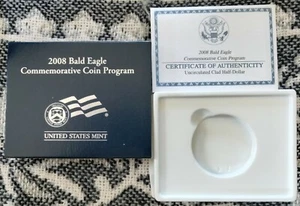 2008 Bald Eagle
Commemorative Coin Program
UNITED STATES MINT
2008 Bald Eagle
Commemorative Coin Program
CERTIFICATE OF AUTHENTICITY
Uncirculated Clad Half-Dollar